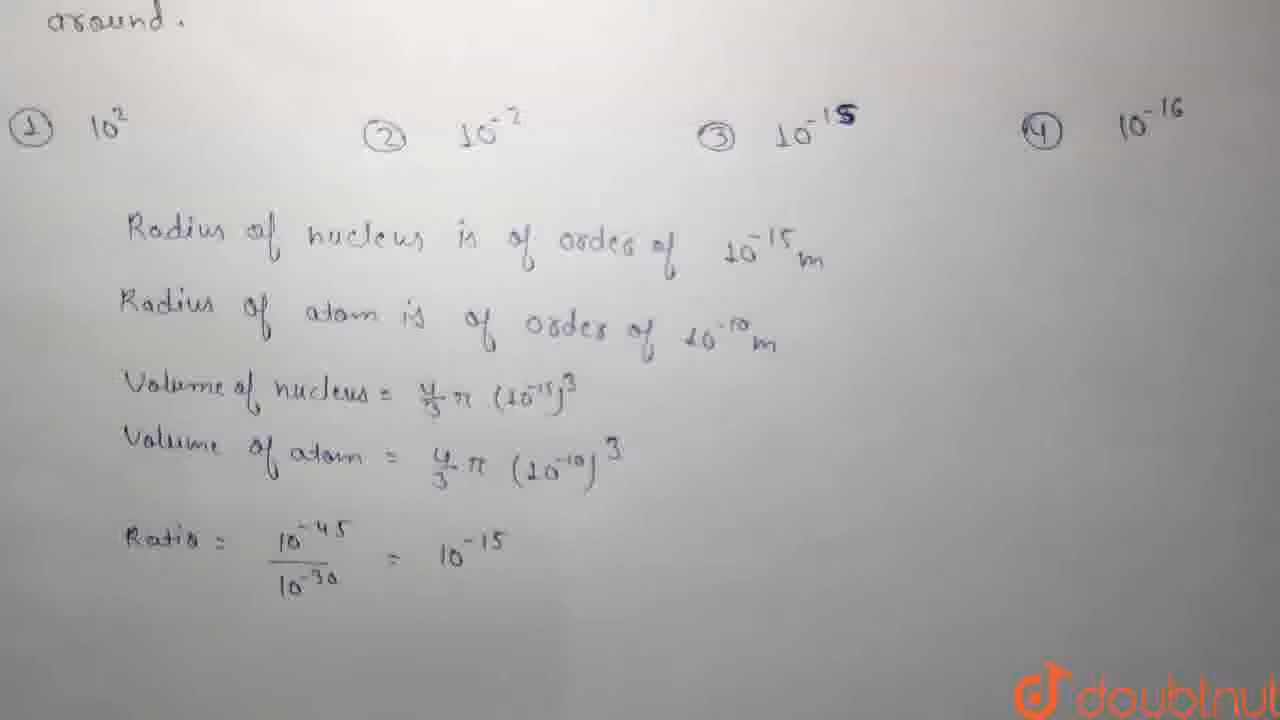 around.
① 10² ② 10⁻² ③ 10⁻¹⁵ ④ 10⁻¹⁶
Radius of nucleus is of order of 10⁻¹⁵ m
Radius of atom is of order of 10⁻¹⁰ m
Volume of nucleus = 4/3 π (10⁻¹⁵)³
Volume of atom = 4/3 π (10⁻¹⁰)³
Ratio = 10⁻⁴⁵ / 10⁻³⁰ = 10⁻¹⁵
doubtnut